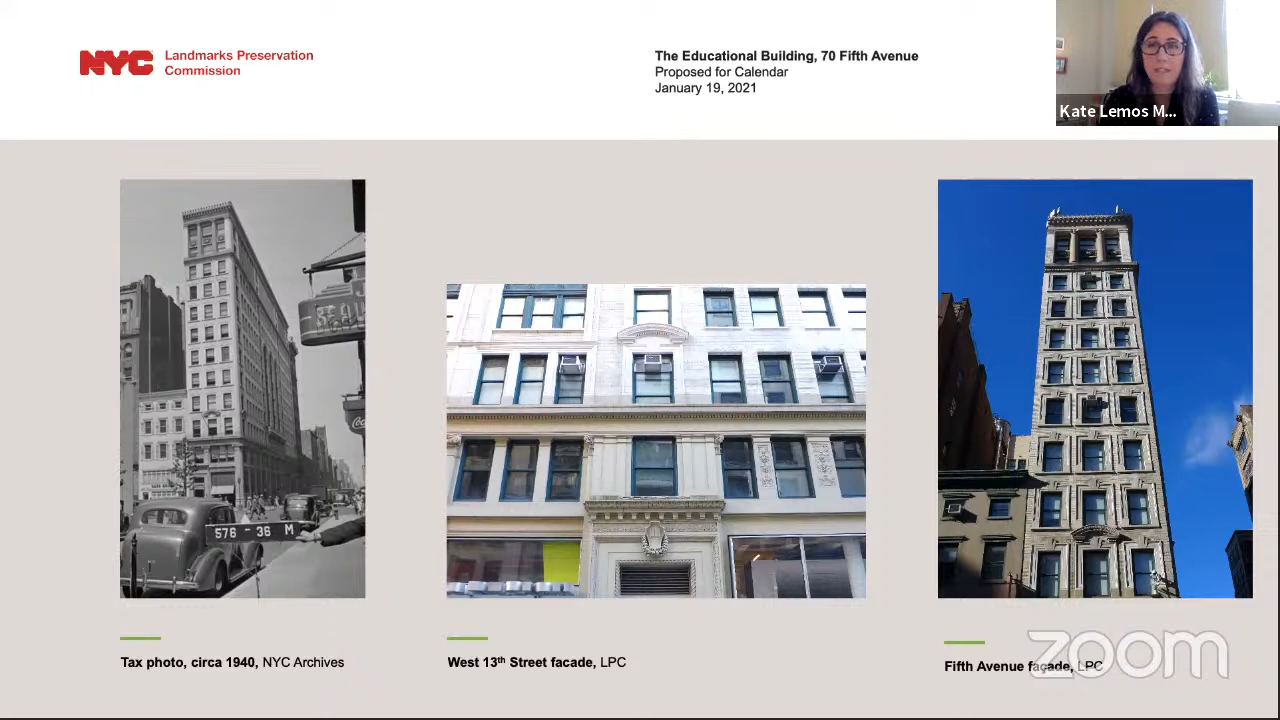 NYC
Landmarks Preservation
Commission
The Educational Building, 70 Fifth Avenue
Proposed for Calendar
January 19, 2021
Kate Lemos M...
576 - 36 M
Tax photo, circa 1940, NYC Archives
West 13th Street facade, LPC
Fifth Avenue façade, LPC
zoom